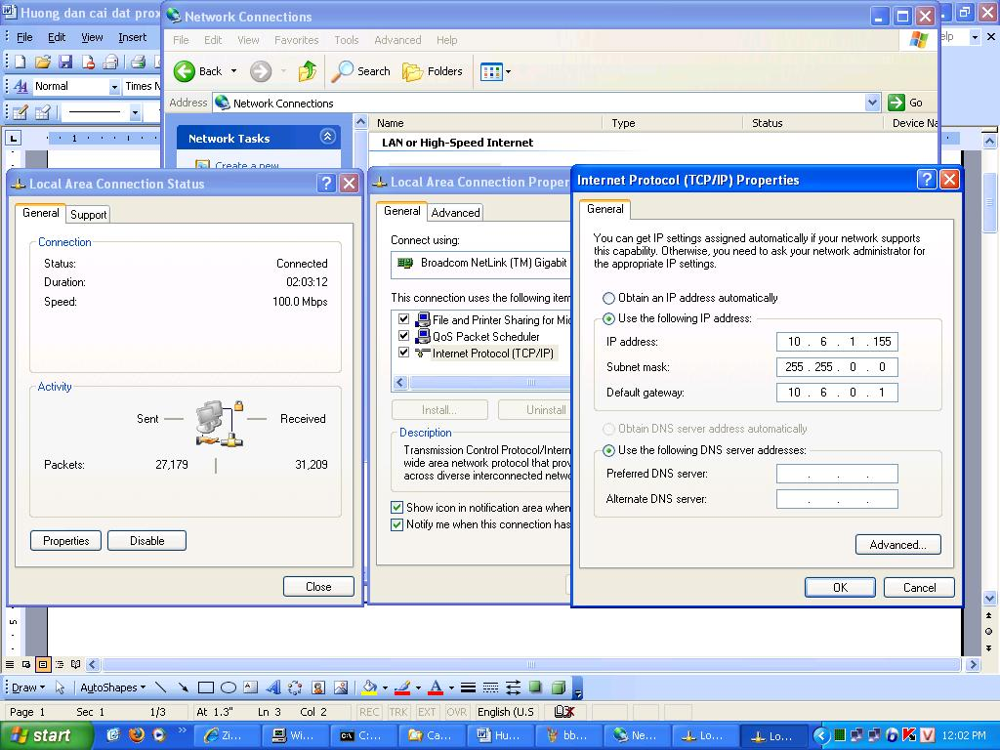 Huong dan cai dat prox
Network Connections
File Edit View Insert
File Edit View Favorites Tools Advanced Help
elp
Back Search Folders
Normal Times N
Address Network Connections Go
Name Type Status Device Na
Network Tasks
LAN or High-Speed Internet
Create a new
Local Area Connection Status
General Support
Connection
Status: Connected
Duration: 02:03:12
Speed: 100.0 Mbps
Activity
Sent Received
Packets: 27,179 31,209
Properties Disable
Close
Local Area Connection Proper
General Advanced
Connect using:
Broadcom NetLink (TM) Gigabit
This connection uses the following item
File and Printer Sharing for Mic
QoS Packet Scheduler
Internet Protocol (TCP/IP)
Install... Uninstall
Description
Transmission Control Protocol/Intern
wide area network protocol that prov
across diverse interconnected netwo
Show icon in notification area when
Notify me when this connection has
Internet Protocol (TCP/IP) Properties
General
You can get IP settings assigned automatically if your network supports
this capability. Otherwise, you need to ask your network administrator for
the appropriate IP settings.
Obtain an IP address automatically
Use the following IP address:
IP address: 10 . 6 . 1 . 155
Subnet mask: 255 . 255 . 0 . 0
Default gateway: 10 . 6 . 0 . 1
Obtain DNS server address automatically
Use the following DNS server addresses:
Preferred DNS server: . . .
Alternate DNS server: . . .
Advanced...
OK Cancel
Draw AutoShapes
Page 1 Sec 1 1/3 At 1.3" Ln 3 Col 2 REC TRK EXT OVR English (U.S
start Zi... Wi... C:... Ca... Hu... bb... Ne... Lo... Lo... 12:02 PM